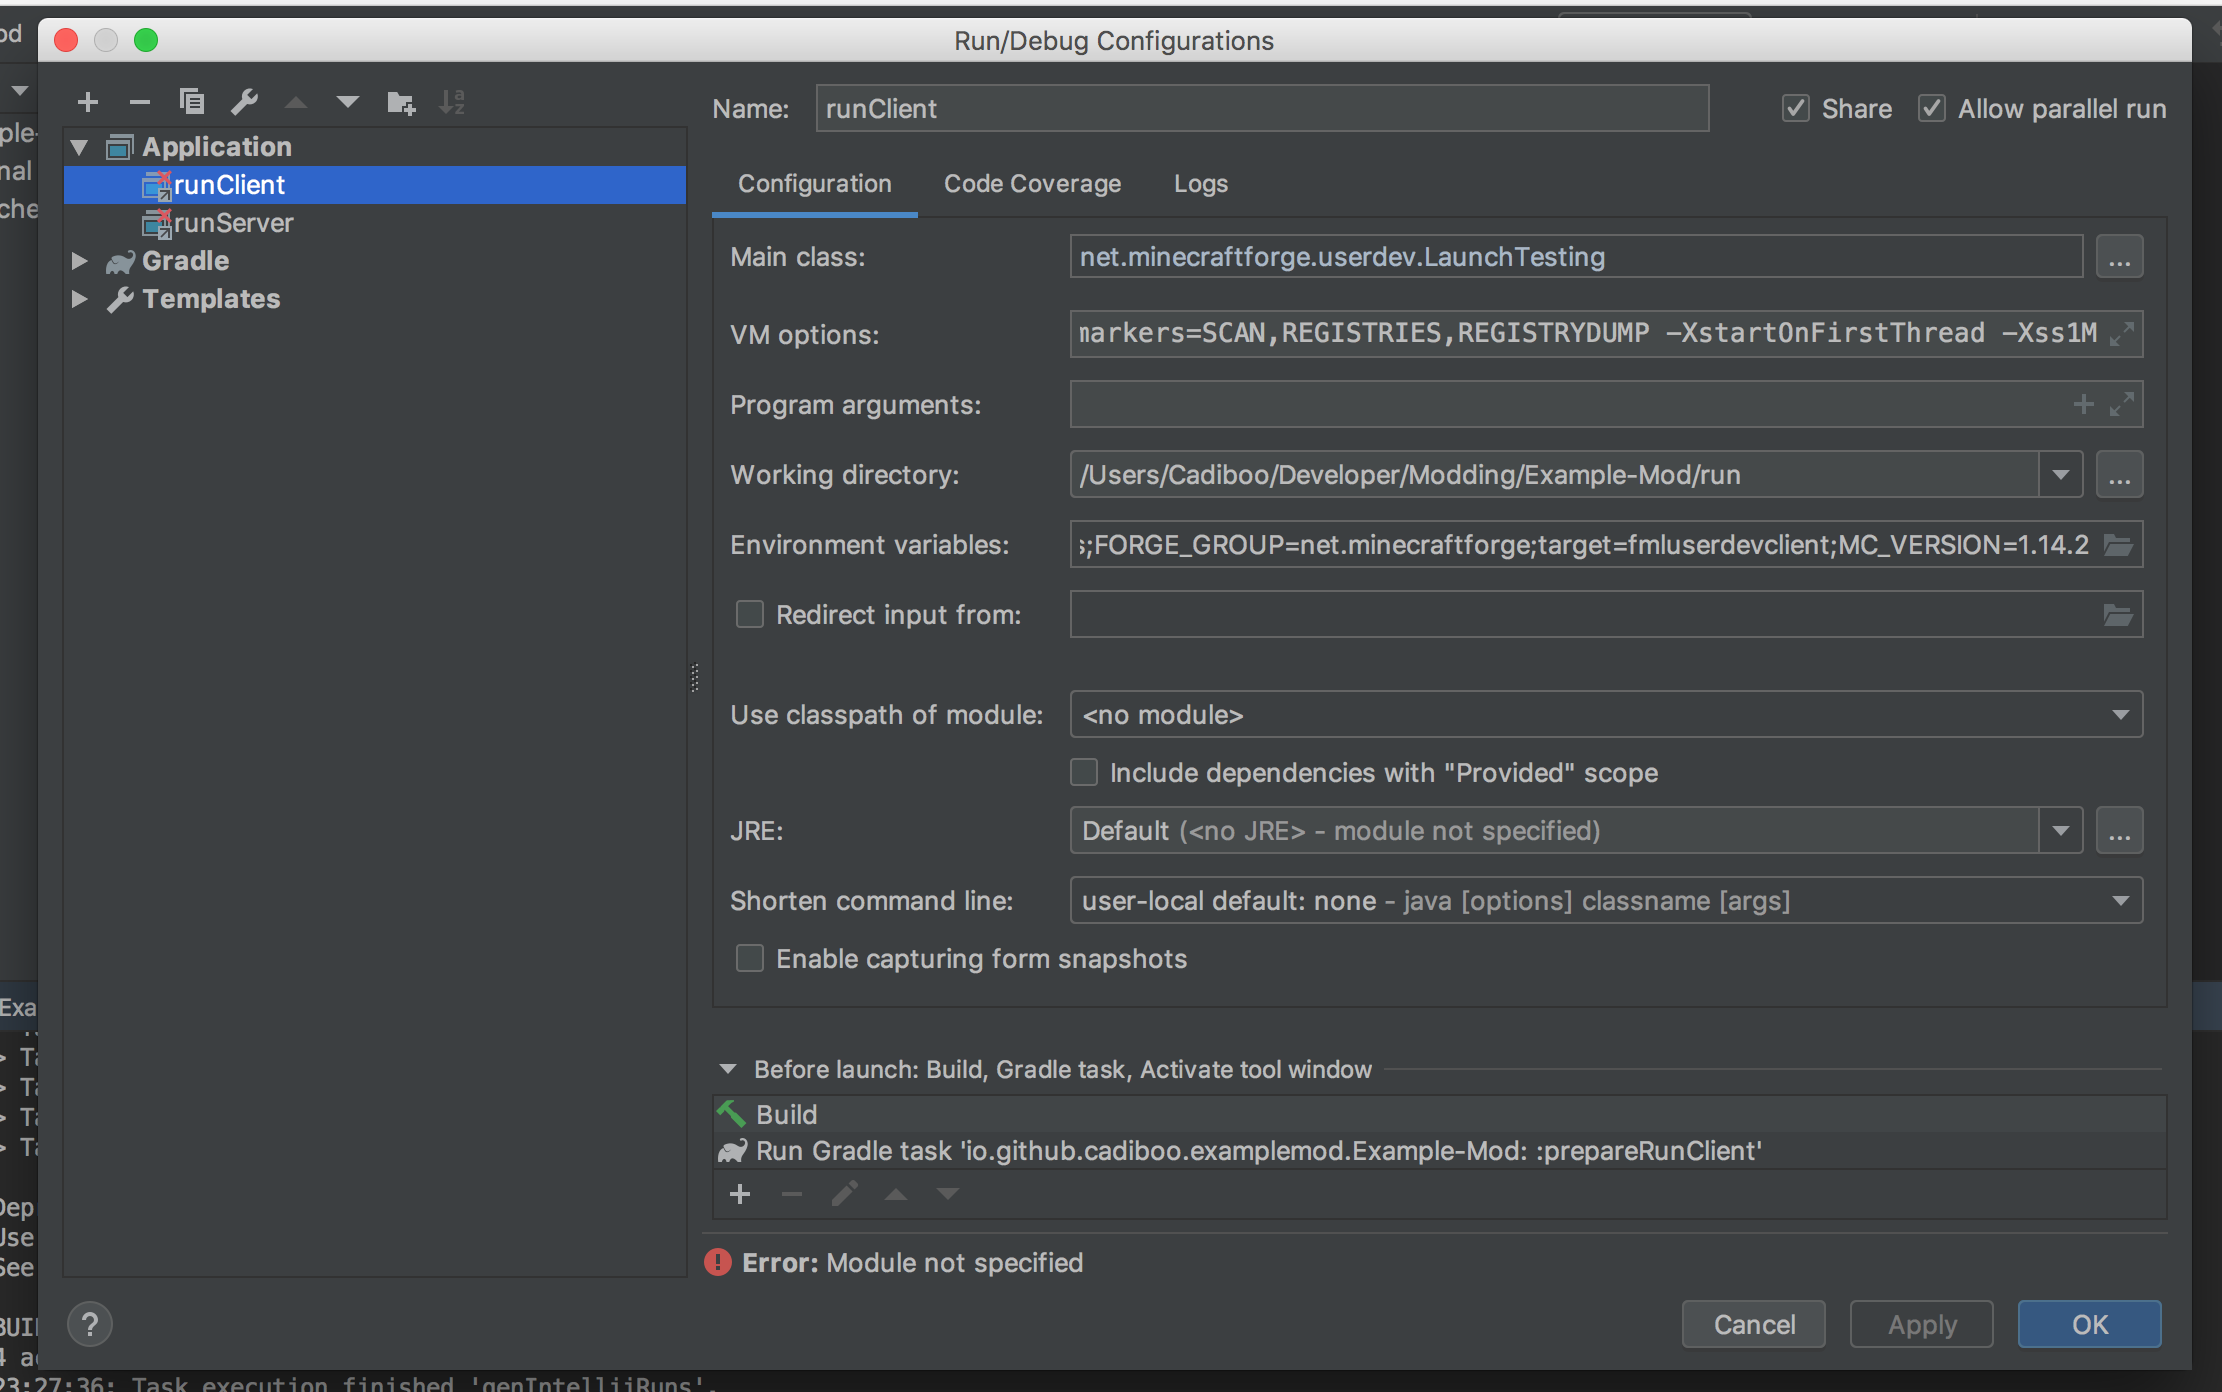 Run/Debug Configurations
Name: runClient
Share
Allow parallel run
Application
runClient
runServer
Gradle
Templates
Configuration
Code Coverage
Logs
Main class: net.minecraftforge.userdev.LaunchTesting ...
VM options: markers=SCAN,REGISTRIES,REGISTRYDUMP -XstartOnFirstThread -Xss1M
Program arguments:
Working directory: /Users/Cadiboo/Developer/Modding/Example-Mod/run ...
Environment variables: ;FORGE_GROUP=net.minecraftforge;target=fmluserdevclient;MC_VERSION=1.14.2
Redirect input from:
Use classpath of module: <no module>
Include dependencies with "Provided" scope
JRE: Default (<no JRE> - module not specified) ...
Shorten command line: user-local default: none - java [options] classname [args]
Enable capturing form snapshots
Before launch: Build, Gradle task, Activate tool window
Build
Run Gradle task 'io.github.cadiboo.examplemod.Example-Mod: :prepareRunClient'
Error: Module not specified
?
Cancel
Apply
OK
od
ple-
nal
che
Exa
> Ta
> Ta
> Ta
> Ta
Dep
Use
See
BUI
4 a
23:27:36: Task execution finished 'genIntellijRuns'.